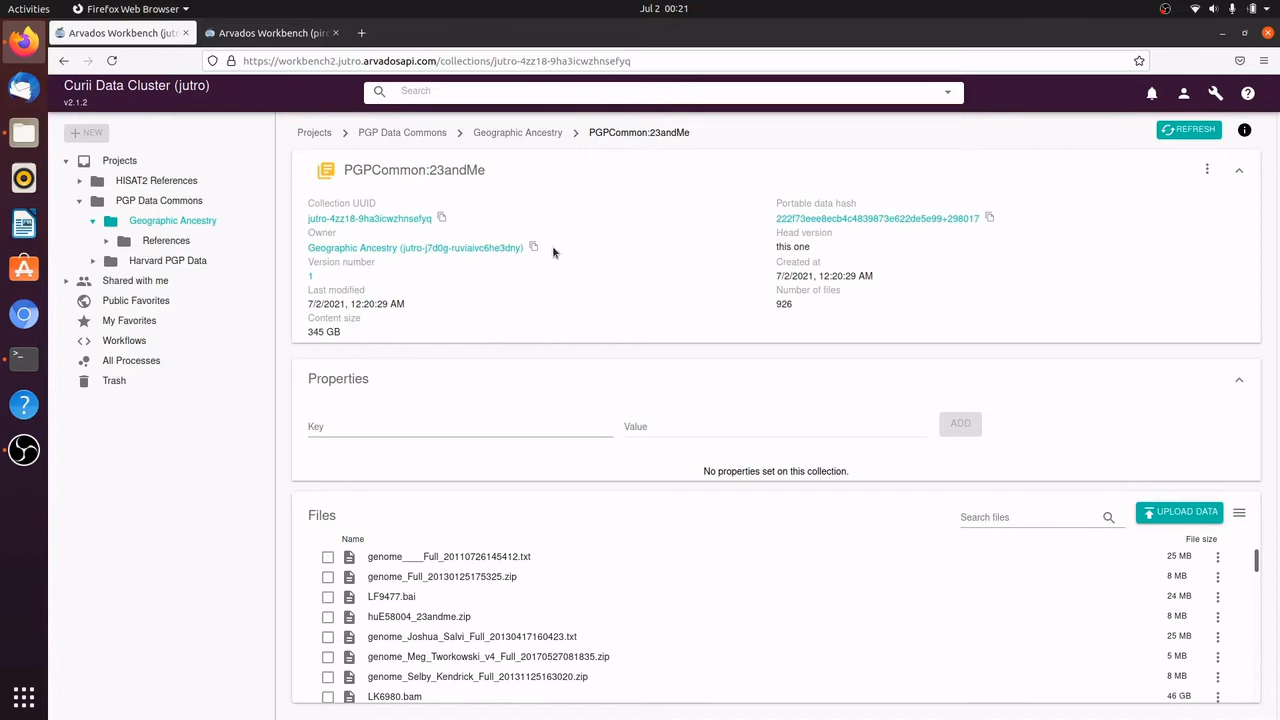 Activities
Firefox Web Browser
Jul 2 00:21
Arvados Workbench (jutr
Arvados Workbench (pir
https://workbench2.jutro.arvadosapi.com/collections/jutro-4zz18-9ha3icwzhnsefyq
Curii Data Cluster (jutro)
v2.1.2
Search
+ NEW
Projects
HISAT2 References
PGP Data Commons
Geographic Ancestry
References
Harvard PGP Data
Shared with me
Public Favorites
My Favorites
Workflows
All Processes
Trash
Projects > PGP Data Commons > Geographic Ancestry > PGPCommon:23andMe
REFRESH
PGPCommon:23andMe
Collection UUID
jutro-4zz18-9ha3icwzhnsefyq
Owner
Geographic Ancestry (jutro-j7d0g-ruviaivc6he3dny)
Version number
1
Last modified
7/2/2021, 12:20:29 AM
Content size
345 GB
Portable data hash
222f73eee8ecb4c4839873e622de5e99+298017
Head version
this one
Created at
7/2/2021, 12:20:29 AM
Number of files
926
Properties
Key
Value
ADD
No properties set on this collection.
Files
Search files
UPLOAD DATA
Name
File size
genome____Full_20110726145412.txt 25 MB
genome_Full_20130125175325.zip 8 MB
LF9477.bai 24 MB
huE58004_23andme.zip 8 MB
genome_Joshua_Salvi_Full_20130417160423.txt 25 MB
genome_Meg_Tworkowski_v4_Full_20170527081835.zip 5 MB
genome_Selby_Kendrick_Full_20131125163020.zip 8 MB
LK6980.bam 46 GB